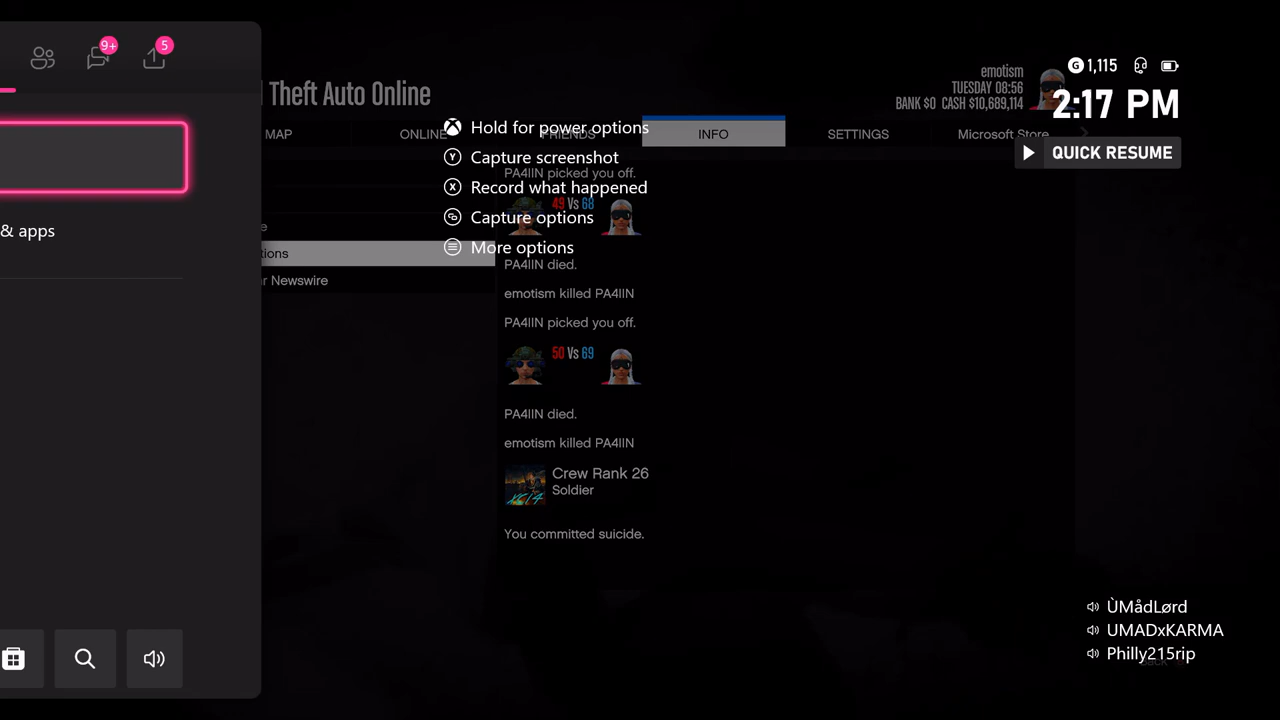 9+
5
& apps
Theft Auto Online
MAP
ONLINE
FRIENDS
INFO
SETTINGS
Microsoft Store
emotism
TUESDAY 08:56
BANK $0 CASH $10,689,114
G 1,115
2:17 PM
QUICK RESUME
Hold for power options
Y Capture screenshot
X Record what happened
Capture options
More options
tions
r Newswire
PA4IIN picked you off.
49 Vs 68
PA4IIN died.
emotism killed PA4IIN
PA4IIN picked you off.
50 Vs 69
PA4IIN died.
emotism killed PA4IIN
Crew Rank 26
Soldier
You committed suicide.
ÙMådLørd
UMADxKARMA
Philly215rip